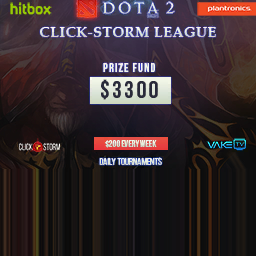 hitbox
DOTA 2
plantronics
CLICK-STORM LEAGUE
PRIZE FUND
$3300
CLICK STORM
$200 EVERY WEEK
VAKE TV
DAILY TOURNAMENTS